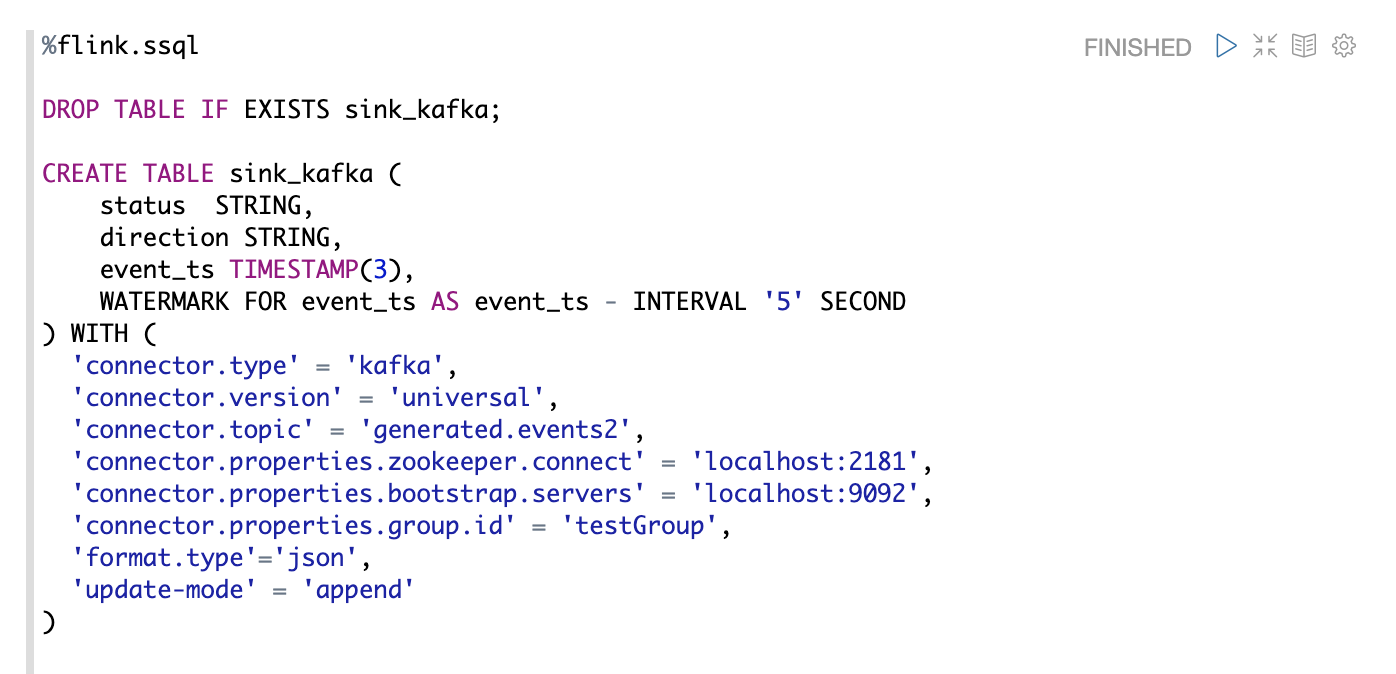 %flink.ssql
FINISHED
DROP TABLE IF EXISTS sink_kafka;
CREATE TABLE sink_kafka (
    status  STRING,
    direction STRING,
    event_ts TIMESTAMP(3),
    WATERMARK FOR event_ts AS event_ts - INTERVAL '5' SECOND
) WITH (
  'connector.type' = 'kafka',
  'connector.version' = 'universal',
  'connector.topic' = 'generated.events2',
  'connector.properties.zookeeper.connect' = 'localhost:2181',
  'connector.properties.bootstrap.servers' = 'localhost:9092',
  'connector.properties.group.id' = 'testGroup',
  'format.type'='json',
  'update-mode' = 'append'
)